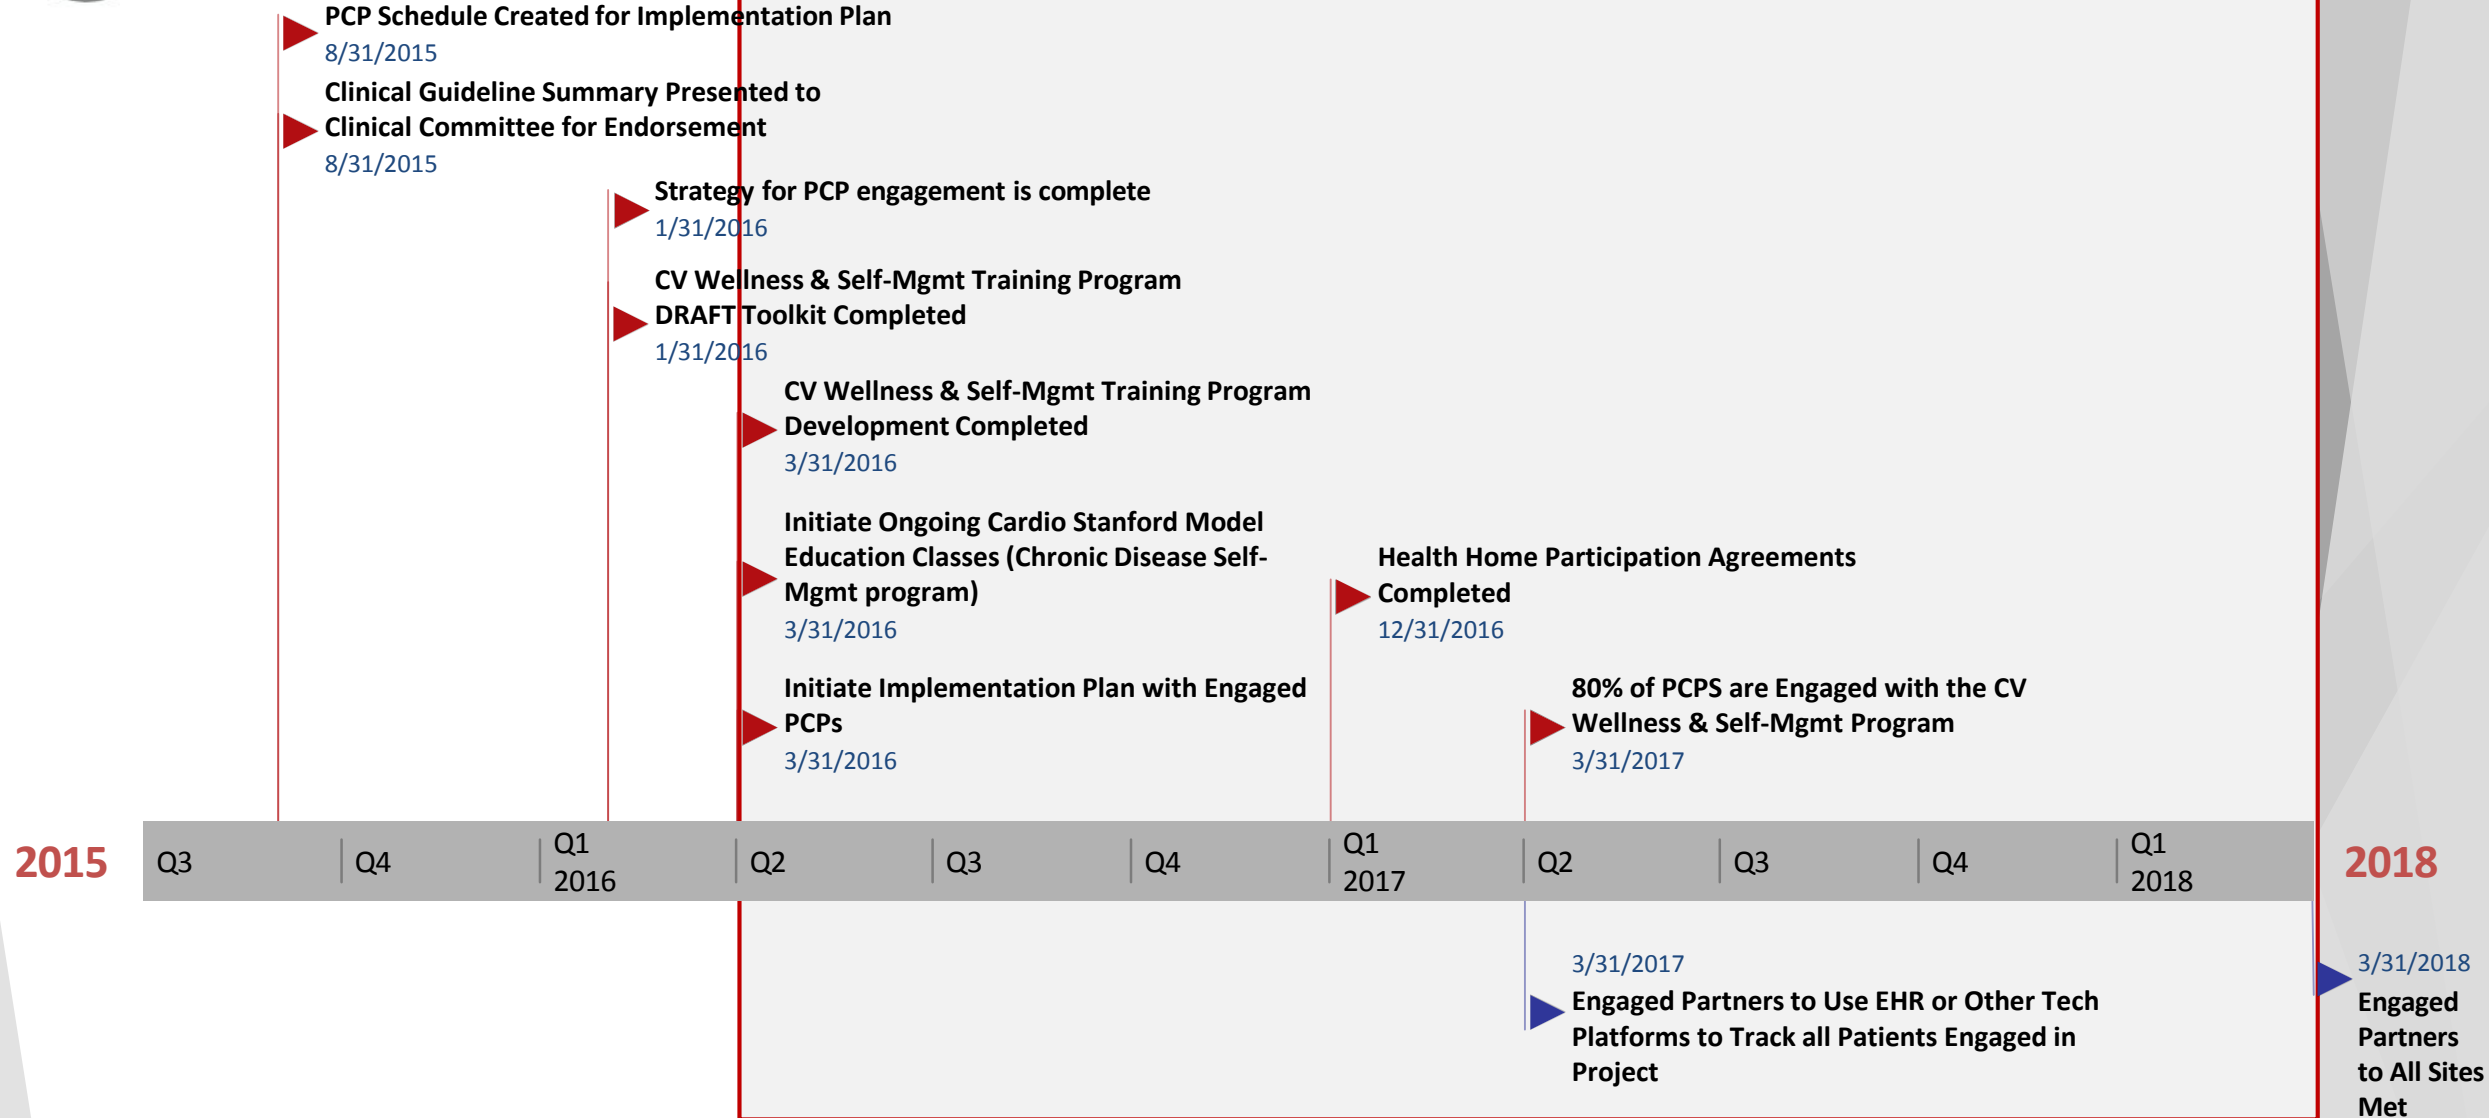 PCP Schedule Created for Implementation Plan
8/31/2015
Clinical Guideline Summary Presented to
Clinical Committee for Endorsement
8/31/2015
Strategy for PCP engagement is complete
1/31/2016
CV Wellness & Self-Mgmt Training Program
DRAFT Toolkit Completed
1/31/2016
CV Wellness & Self-Mgmt Training Program
Development Completed
3/31/2016
Initiate Ongoing Cardio Stanford Model
Education Classes (Chronic Disease Self-
Mgmt program)
3/31/2016
Health Home Participation Agreements
Completed
12/31/2016
Initiate Implementation Plan with Engaged
PCPs
3/31/2016
80% of PCPS are Engaged with the CV
Wellness & Self-Mgmt Program
3/31/2017
2015
Q3
Q4
Q1
2016
Q2
Q3
Q4
Q1
2017
Q2
Q3
Q4
Q1
2018
2018
3/31/2017
Engaged Partners to Use EHR or Other Tech
Platforms to Track all Patients Engaged in
Project
3/31/2018
Engaged
Partners
to All Sites
Met